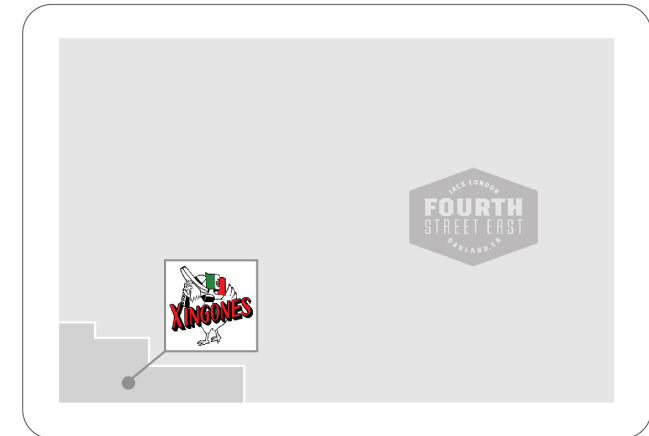 JACK LONDON
FOURTH
STREET EAST
OAKLAND, CA
XINGONES